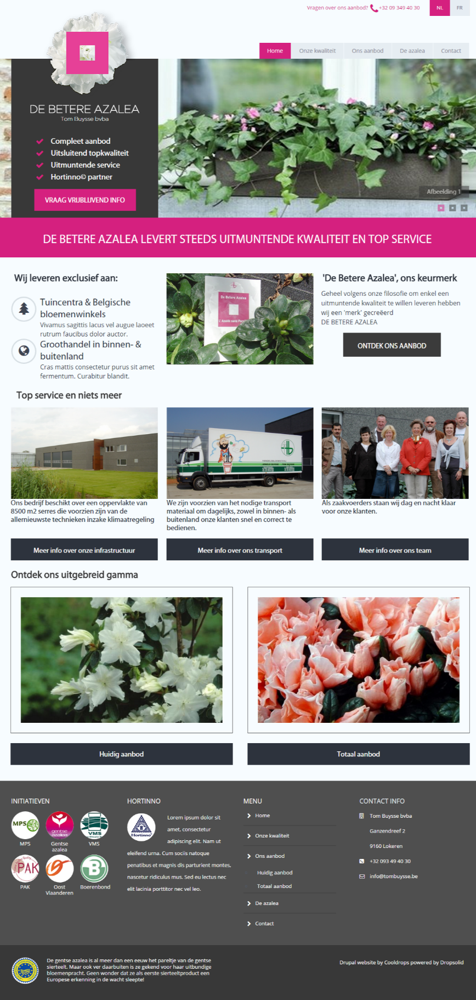 Vragen over ons aanbod? +32 09 349 40 30 NL FR
Home Onze kwaliteit Ons aanbod De azalea Contact
DE BETERE AZALEA
Tom Buysse bvba
Compleet aanbod
Uitsluitend topkwaliteit
Uitmuntende service
Hortinno© partner
VRAAG VRIJBLIJVEND INFO
Afbeelding 1
DE BETERE AZALEA LEVERT STEEDS UITMUNTENDE KWALITEIT EN TOP SERVICE
Wij leveren exclusief aan:
Tuincentra & Belgische
bloemenwinkels
Vivamus sagittis lacus vel augue laoeet
rutrum faucibus dolor auctor.
Groothandel in binnen- &
buitenland
Cras mattis consectetur purus sit amet
fermentum. Curabitur blandit.
De Betere Azalea
'De Betere Azalea', ons keurmerk
Geheel volgens onze filosofie om enkel een
uitmuntende kwaliteit te willen leveren hebben
wij een 'merk' gecreëerd
DE BETERE AZALEA
ONTDEK ONS AANBOD
Top service en niets meer
Ons bedrijf beschikt over een oppervlakte van
8500 m2 serres die voorzien zijn van de
allernieuwste technieken inzake klimaatregeling
We zijn voorzien van het nodige transport
materiaal om dagelijks, zowel in binnen- als
buitenland onze klanten snel en correct te
bedienen.
Als zaakvoerders staan wij dag en nacht klaar
voor onze klanten.
Meer info over onze infrastructuur
Meer info over ons transport
Meer info over ons team
Ontdek ons uitgebreid gamma
Huidig aanbod
Totaal aanbod
INITIATIEVEN
MPS
gentse
azalea
VMS
MPS
Gentse
azalea
VMS
PAK
B
PAK
Oost
Vlaanderen
Boerenbond
HORTINNO
Hortinno
Lorem ipsum dolor sit
amet, consectetur
adipiscing elit. Nam ut
eleifend urna. Cum sociis natoque
penatibus et magnis dis parturient montes,
nascetur ridiculus mus. Sed eu lectus nec
elit lacinia porttitor nec vel leo.
MENU
Home
Onze kwaliteit
Ons aanbod
Huidig aanbod
Totaal aanbod
De azalea
Contact
CONTACT INFO
Tom Buysse bvba
Ganzendreef 2
9160 Lokeren
+32 093 49 40 30
info@tombuysse.be
De gentse azalea is al meer dan een eeuw het pareltje van de gentse
sierteelt. Maar ook ver daarbuiten is ze gekend voor haar uitbundige
bloemenpracht. Geen wonder dat ze als eerste sierteeltproduct een
Europese erkenning in de wacht sleepte!
Drupal website by Cooldrops powered by Dropsolid